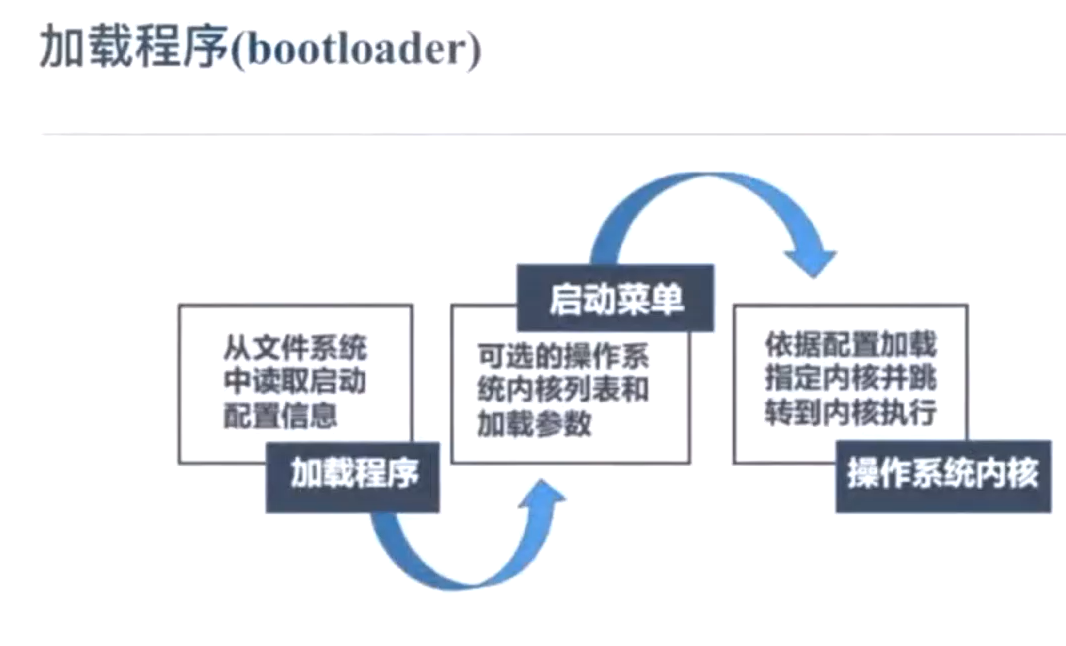 加载程序(bootloader)
从文件系统
中读取启动
配置信息
加载程序
启动菜单
可选的操作系
统内核列表和
加载参数
依据配置加载
指定内核并跳
转到内核执行
操作系统内核